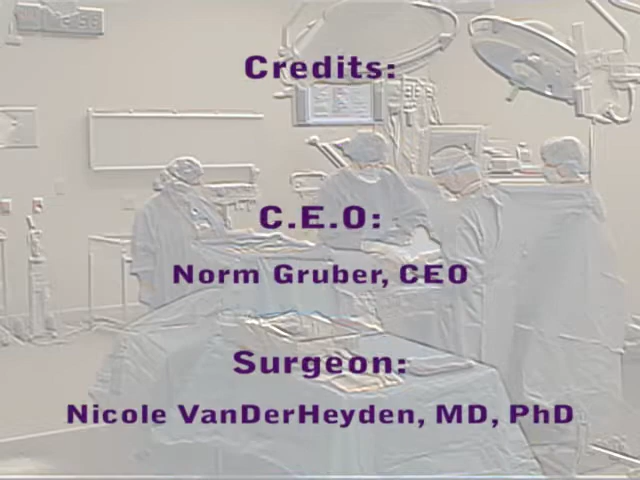 Credits:
C.E.O:
Norm Gruber, CEO
Surgeon:
Nicole VanDerHeyden, MD, PhD